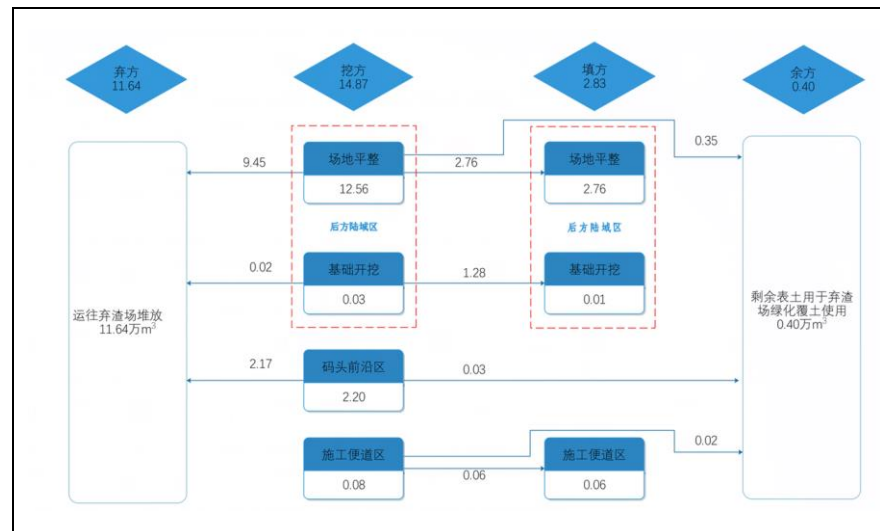 弃方
11.64
挖方
14.87
填方
2.83
余方
0.40
0.35
9.45
场地平整
12.56
2.76
场地平整
2.76
后方陆域区
后方陆域区
0.02
基础开挖
0.03
1.28
基础开挖
0.01
运往弃渣场堆放
11.64万m³
剩余表土用于弃渣
场绿化覆土使用
0.40万m³
2.17
码头前沿区
2.20
0.03
施工便道区
0.08
0.06
施工便道区
0.06
0.02